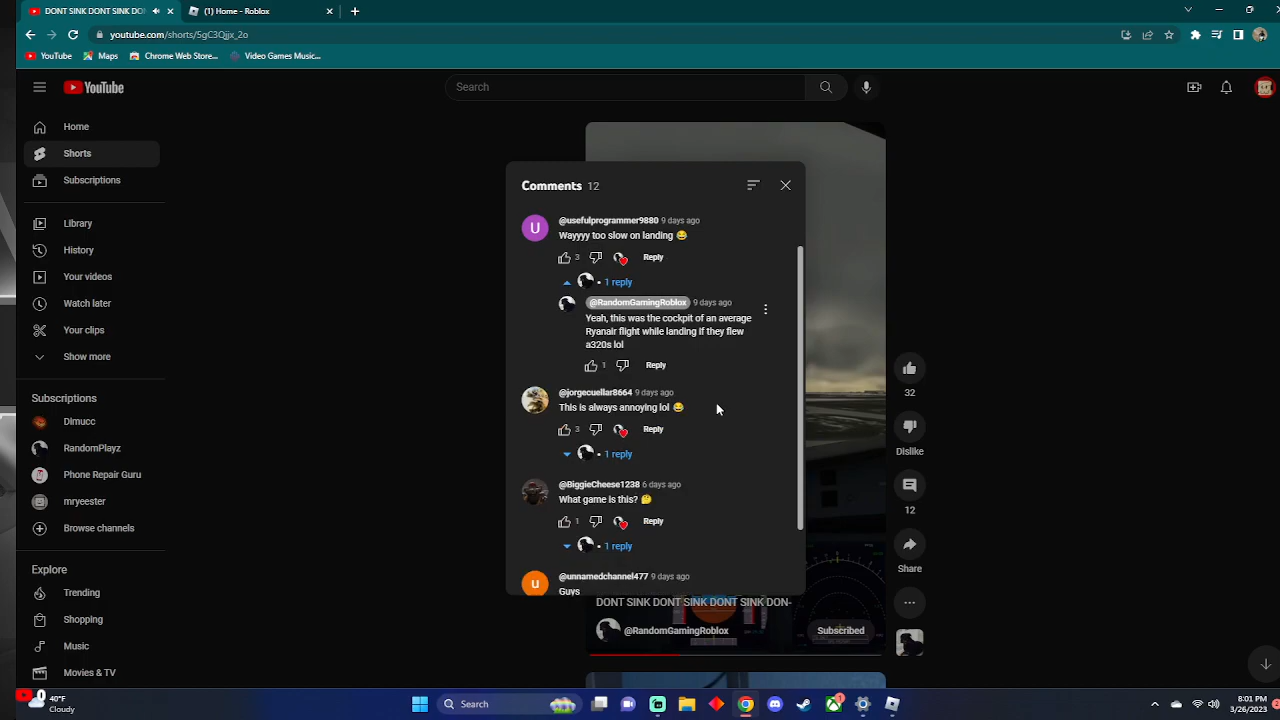 DONT SINK DONT SINK DO
(1) Home - Roblox
youtube.com/shorts/5gC3Qjjx_2o
YouTube
Maps
Chrome Web Store...
Video Games Music...
YouTube
Search
Home
Shorts
Subscriptions
Library
History
Your videos
Watch later
Your clips
Show more
Subscriptions
Dimucc
RandomPlayz
Phone Repair Guru
mryeester
Browse channels
Explore
Trending
Shopping
Music
Movies & TV
Comments 12
U
@usefulprogrammer9880 9 days ago
Wayyyy too slow on landing 😂
3
Reply
1 reply
@RandomGamingRoblox 9 days ago
Yeah, this was the cockpit of an average
Ryanair flight while landing if they flew
a320s lol
1
Reply
@jorgecuellar8664 9 days ago
This is always annoying lol 😂
3
Reply
1 reply
@BiggieCheese1238 6 days ago
What game is this? 🤔
1
Reply
1 reply
u
@unnamedchannel477 9 days ago
Guys
DONT SINK DONT SINK DONT SINK DON-
@RandomGamingRoblox
Subscribed
32
Dislike
12
Share
1
40°F
Cloudy
Search
1
8:01 PM
3/26/2023
2